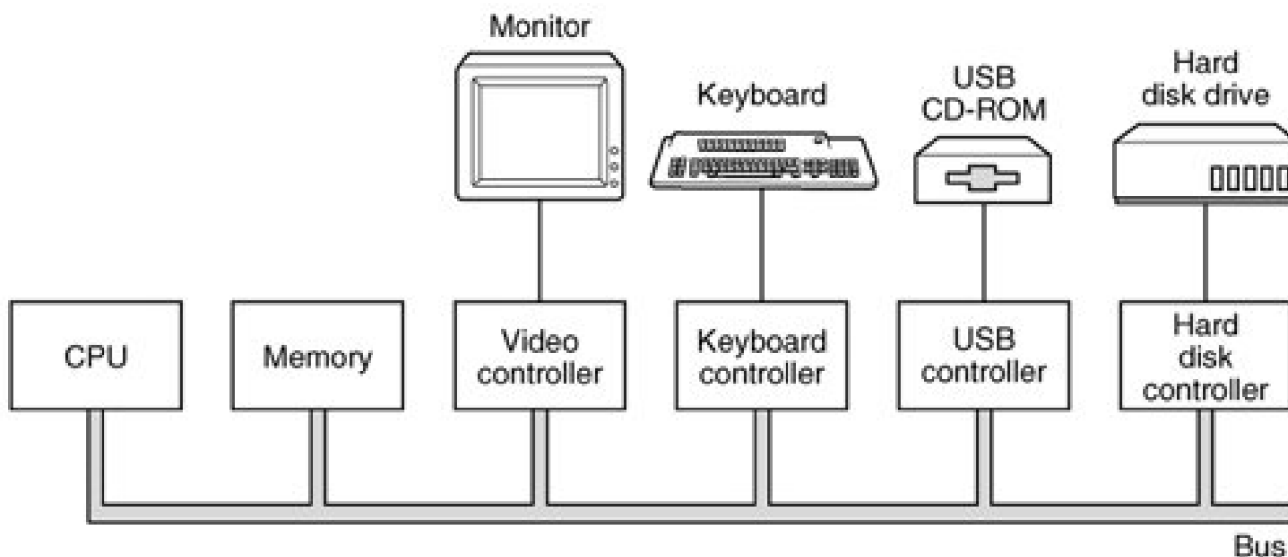 Monitor
Keyboard
USB
CD-ROM
Hard
disk drive
CPU
Memory
Video
controller
Keyboard
controller
USB
controller
Hard
disk
controller
Bus